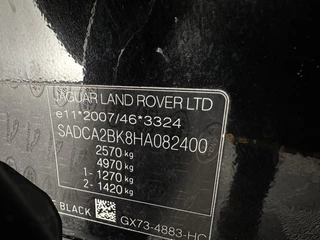 JAGUAR LAND ROVER LTD
e11*2007/46*3324
SADCA2BK8HA082400
2570 kg
4970 kg
1- 1270 kg
2- 1420 kg
E BLACK
GX73-4883-HC